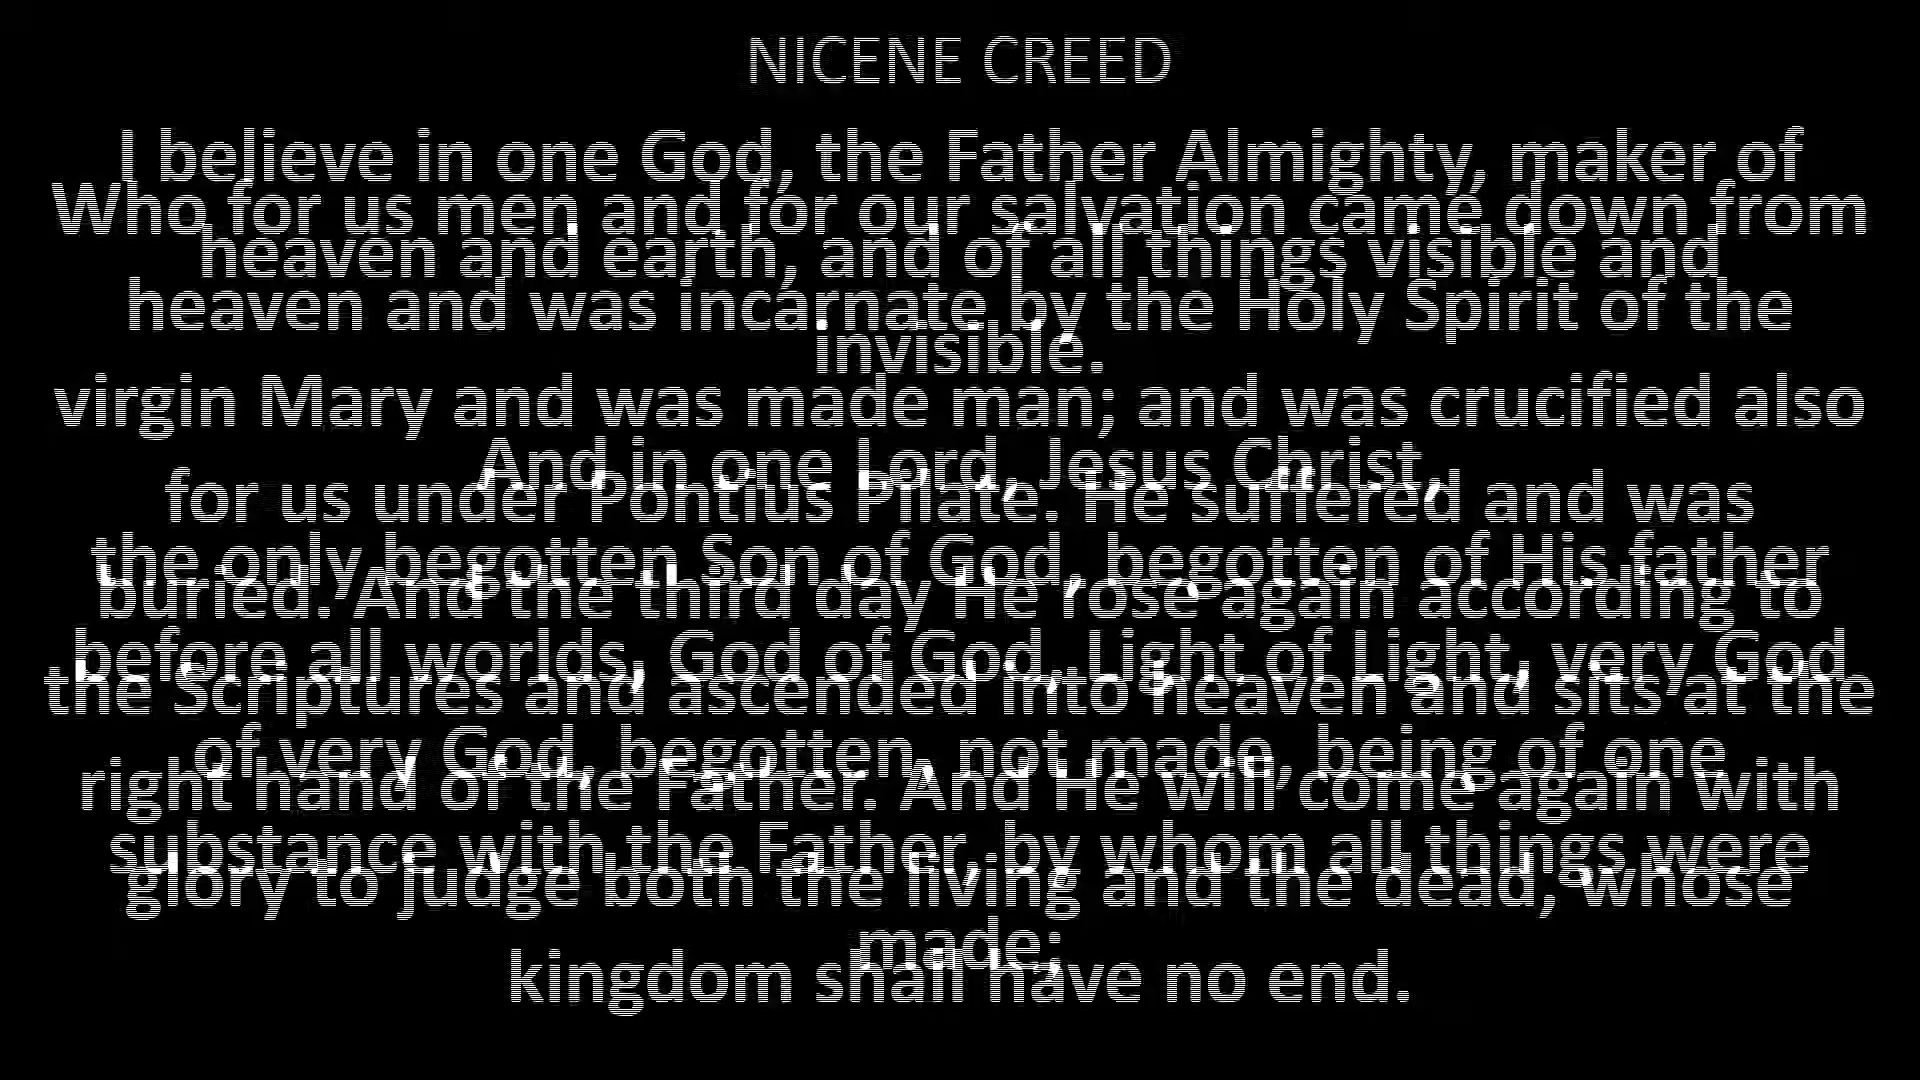 NICENE CREED
I believe in one God, the Father Almighty, maker of
Who for us men and for our salvation came down from
heaven and earth, and of all things visible and
heaven and was incarnate by the Holy Spirit of the
invisible.
virgin Mary and was made man; and was crucified also
And in one Lord, Jesus Christ,
for us under Pontius Pilate. He suffered and was
the only begotten Son of God, begotten of His father
buried. And the third day He rose again according to
before all worlds, God of God, Light of Light, very God
the Scriptures and ascended into heaven and sits at the
of very God, begotten, not made, being of one
right hand of the Father. And He will come again with
substance with the Father, by whom all things were
glory to judge both the living and the dead, whose
made;
kingdom shall have no end.